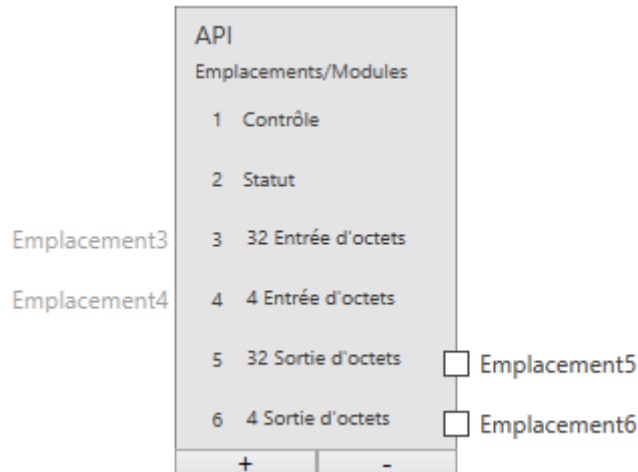 API
Emplacements/Modules
1 Contrôle
2 Statut
Emplacement3 3 32 Entrée d'octets
Emplacement4 4 4 Entrée d'octets
5 32 Sortie d'octets Emplacement5
6 4 Sortie d'octets Emplacement6
+ -